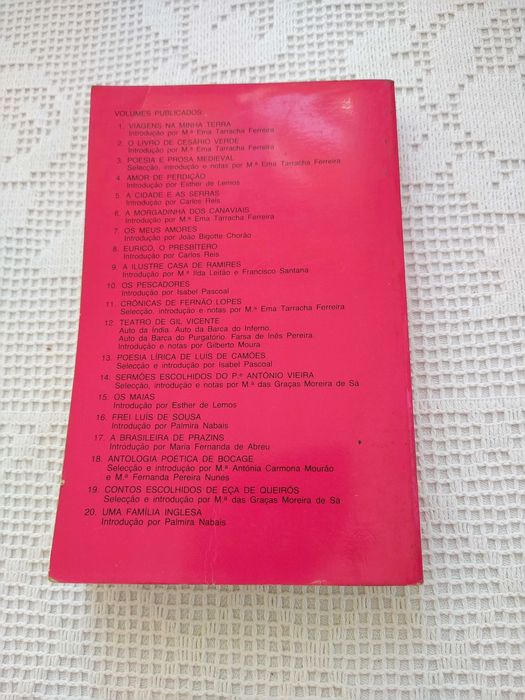 VOLUMES PUBLICADOS:
1. VIAGENS NA MINHA TERRA
Introdução por M.ª Ema Tarracha Ferreira
2. O LIVRO DE CESÁRIO VERDE
Introdução por M.ª Ema Tarracha Ferreira
3. POESIA E PROSA MEDIEVAL
Selecção, introdução e notas por M.ª Ema Tarracha Ferreira
4. AMOR DE PERDIÇÃO
Introdução por Esther de Lemos
5. A CIDADE E AS SERRAS
Introdução por Carlos Reis
6. A MORGADINHA DOS CANAVIAIS
Introdução por M.ª Ema Tarracha Ferreira
7. OS MEUS AMORES
Introdução por João Bigotte Chorão
8. EURICO, O PRESBÍTERO
Introdução por Carlos Reis
9. A ILUSTRE CASA DE RAMIRES
Introdução por M.ª Ilda Leitão e Francisco Santana
10. OS PESCADORES
Introdução por Isabel Pascoal
11. CRÓNICAS DE FERNÃO LOPES
Selecção, introdução e notas por M.ª Ema Tarracha Ferreira
12. TEATRO DE GIL VICENTE
Auto da Índia. Auto da Barca do Inferno.
Auto da Barca do Purgatório. Farsa de Inês Pereira.
Introdução e notas por Gilberto Moura
13. POESIA LÍRICA DE LUÍS DE CAMÕES
Selecção e introdução por Isabel Pascoal
14. SERMÕES ESCOLHIDOS DO P.e ANTÓNIO VIEIRA
Selecção, introdução e notas por M.ª das Graças Moreira de Sá
15. OS MAIAS
Introdução por Esther de Lemos
16. FREI LUÍS DE SOUSA
Introdução por Palmira Nabais
17. A BRASILEIRA DE PRAZINS
Introdução por Maria Fernanda de Abreu
18. ANTOLOGIA POÉTICA DE BOCAGE
Selecção e introdução por M.ª Antónia Carmona Mourão
e M.ª Fernanda Pereira Nunes
19. CONTOS ESCOLHIDOS DE EÇA DE QUEIRÓS
Selecção e introdução por M.ª das Graças Moreira de Sá
20. UMA FAMÍLIA INGLESA
Introdução por Palmira Nabais